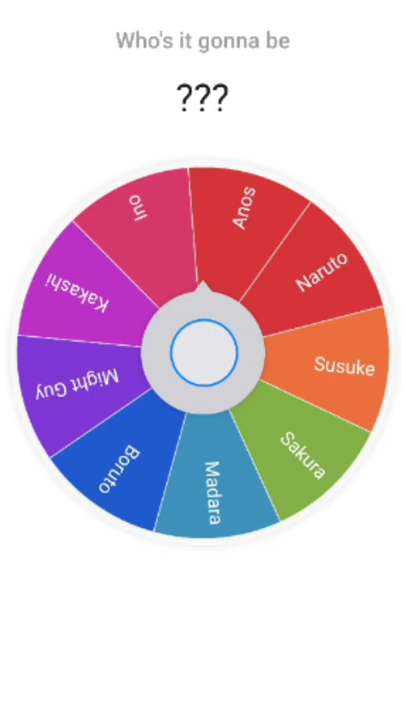 Who's it gonna be
???
Anos
Naruto
Susuke
Sakura
Madara
Boruto
Might Guy
Kakashi
Ino